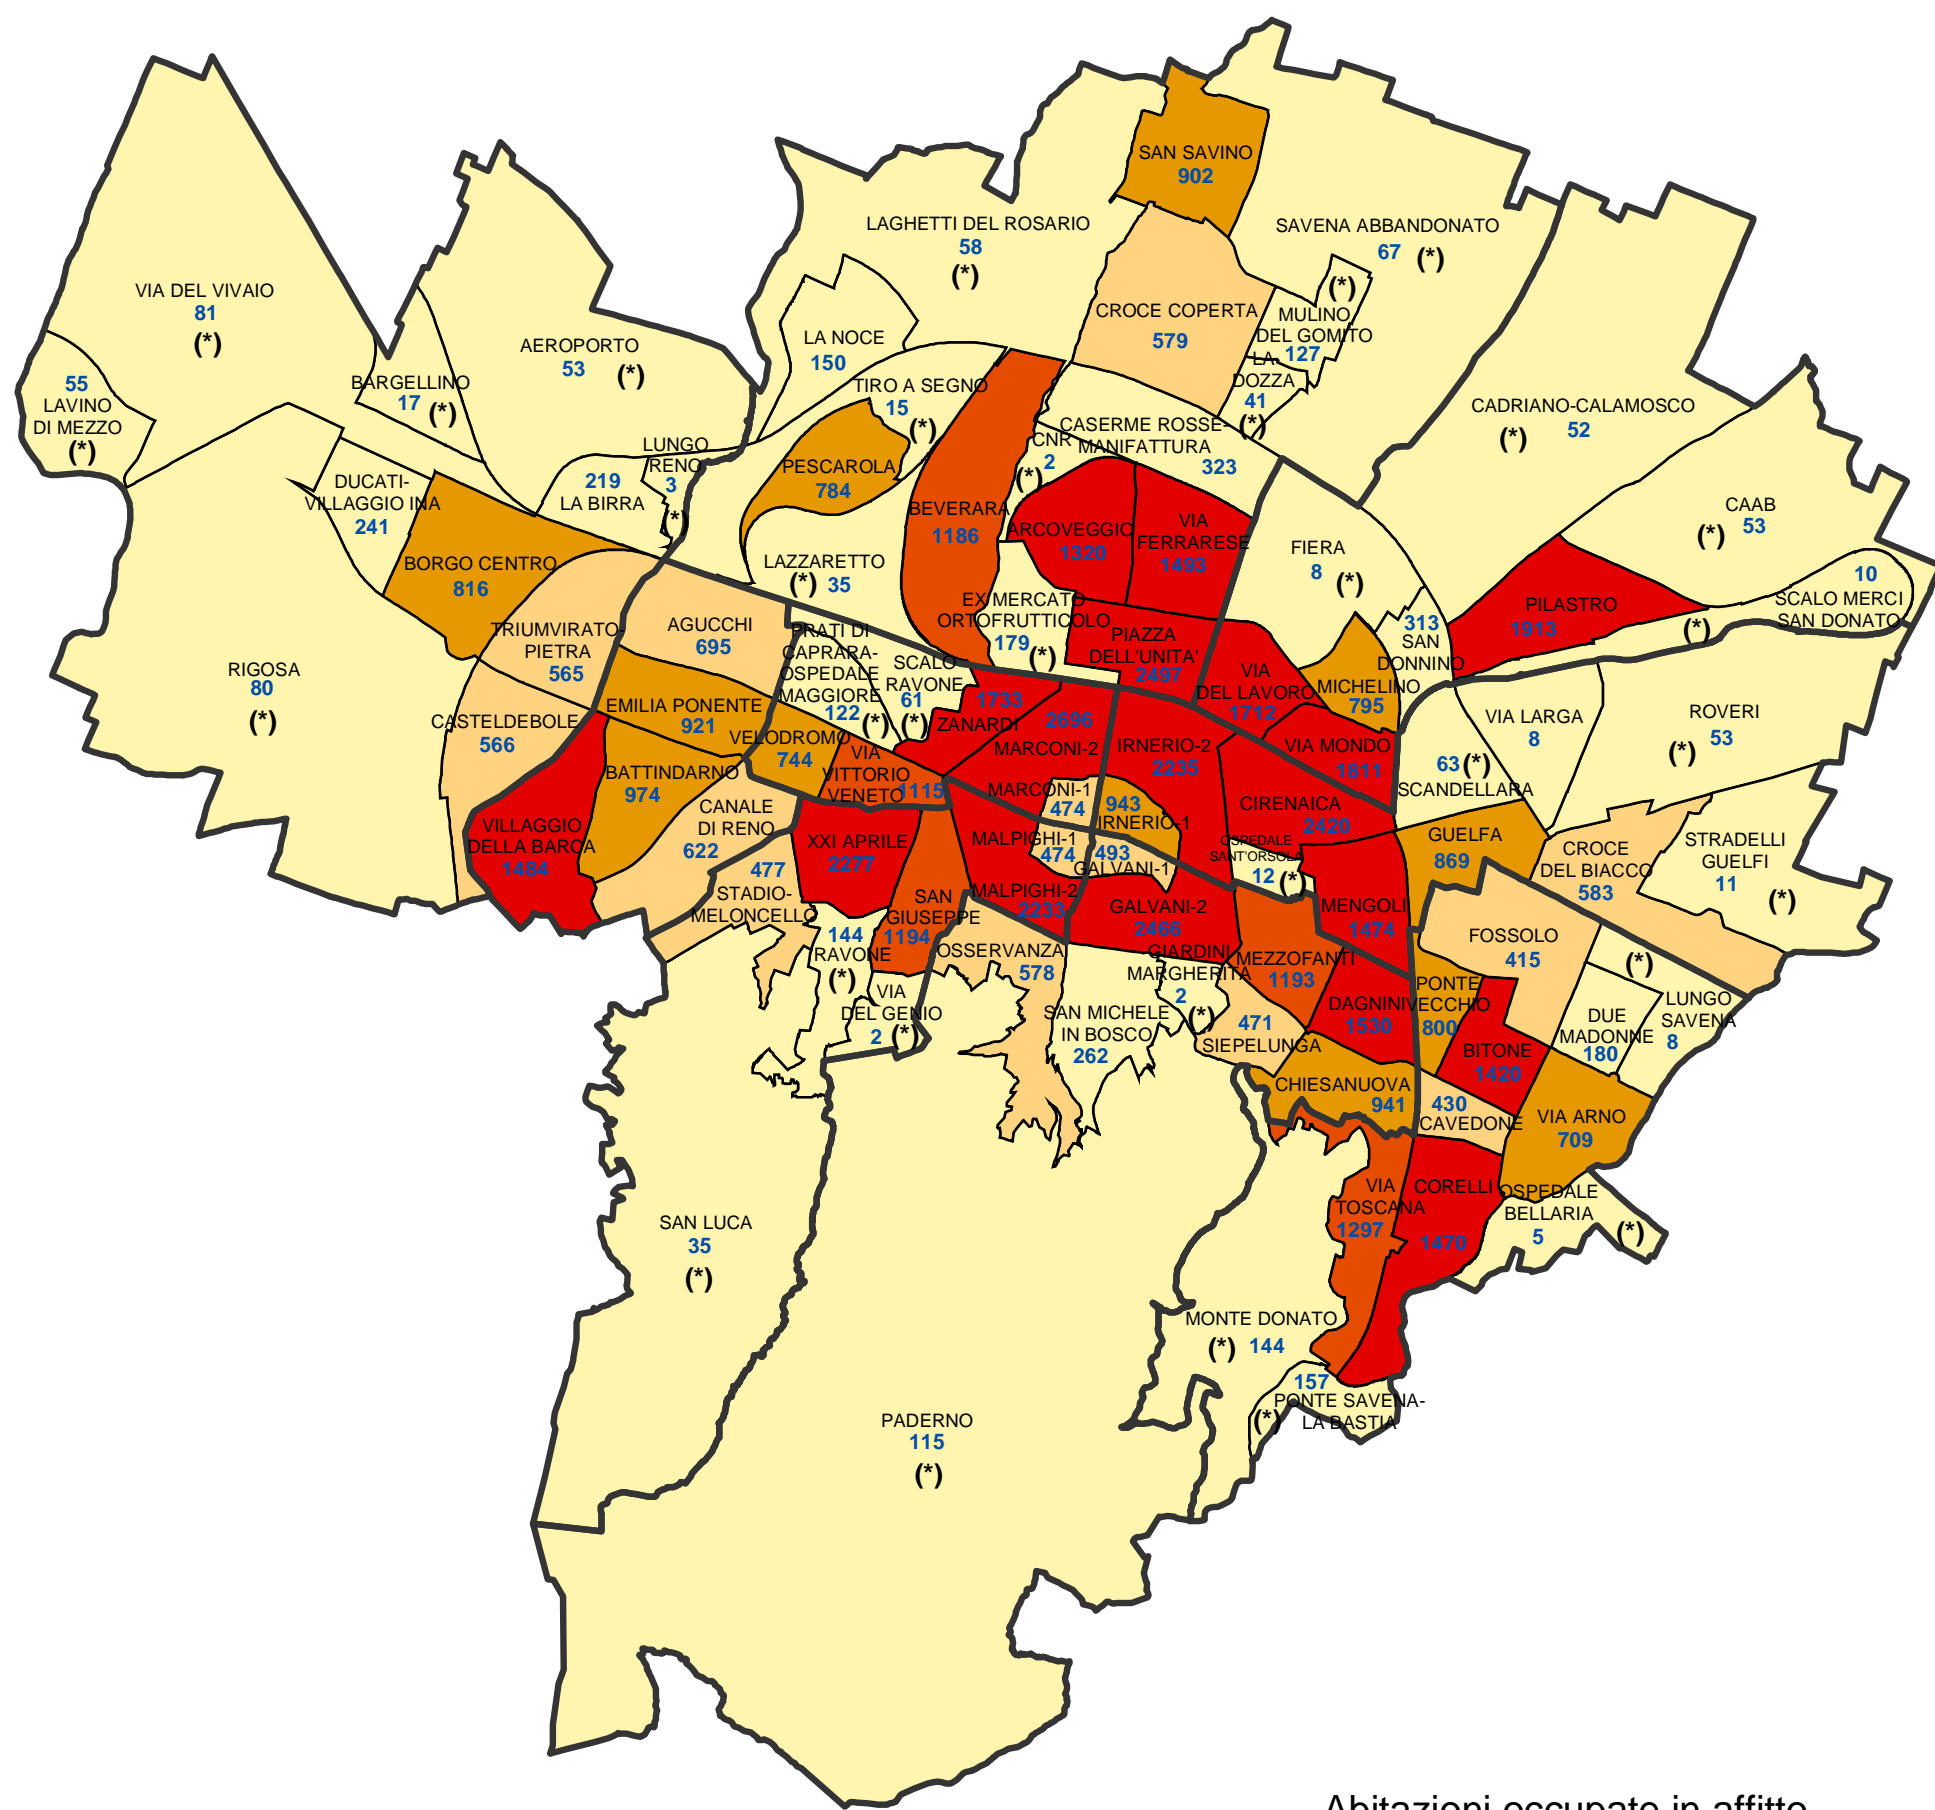 SAN SAVINO
902
LAGHETTI DEL ROSARIO
58
(*)
SAVENA ABBANDONATO
67 (*)
VIA DEL VIVAIO
81
(*)
AEROPORTO
53 (*)
LA NOCE
150
CROCE COPERTA
579
(*)
MULINO
DEL GOMITO
127
LA
DOZZA
41
(*)
55
LAVINO
DI MEZZO
(*)
BARGELLINO
17 (*)
TIRO A SEGNO
15
(*)
CADRIANO-CALAMOSCO
(*) 52
CASERME ROSSE-
MANIFATTURA
323
CNR
2
(*)
LUNGO
RENO
3
(*)
219
LA BIRRA
DUCATI-
VILLAGGIO INA
241
PESCAROLA
784
BEVERARA
1186
ARCOVEGGIO
1320
VIA
FERRARESE
1493
FIERA
8 (*)
CAAB
(*) 53
BORGO CENTRO
816
LAZZARETTO
(*) 35
EX MERCATO
ORTOFRUTTICOLO
179 (*)
10
SCALO MERCI
SAN DONATO
(*)
PILASTRO
1913
313
SAN
DONNINO
TRIUMVIRATO-
PIETRA
565
AGUCCHI
695
PRATI DI
CAPRARA-
OSPEDALE
MAGGIORE
122 (*)
SCALO
RAVONE
61
(*)
PIAZZA
DELL'UNITA'
2497
VIA
DEL LAVORO
1712
MICHELINO
795
RIGOSA
80
(*)
EMILIA PONENTE
921
1733
ZANARDI
2696
MARCONI-2
VIA LARGA
8
ROVERI
53
(*)
CASTELDEBOLE
566
VELODROMO
744
VIA
VITTORIO
VENETO
1115
IRNERIO-2
2235
VIA MONDO
1811
63 (*)
SCANDELLARA
BATTINDARNO
974
MARCONI-1
474
943
IRNERIO-1
CIRENAICA
2420
CANALE
DI RENO
622
VILLAGGIO
DELLA BARCA
1484
XXI APRILE
2277
MALPIGHI-1
474
493
GALVANI-1
OSPEDALE
SANT'ORSOLA
12 (*)
GUELFA
869
CROCE
DEL BIACCO
583
STRADELLI
GUELFI
11
(*)
477
STADIO-
MELONCELLO
SAN
GIUSEPPE
1194
MALPIGHI-2
2233
GALVANI-2
2466
MENGOLI
1474
144
RAVONE
(*)
OSSERVANZA
578
GIARDINI
MARGHERITA
2
(*)
MEZZOFANTI
1193
FOSSOLO
415
(*)
VIA
DEL GENIO
2 (*)
SAN MICHELE
IN BOSCO
262
471
SIEPELUNGA
DAGNINI
1530
PONTE
VECCHIO
800
BITONE
1420
DUE
MADONNE
180
LUNGO
SAVENA
8
CHIESANUOVA
941
430
CAVEDONE
VIA ARNO
709
SAN LUCA
35
(*)
VIA
TOSCANA
1297
CORELLI
1470
OSPEDALE
BELLARIA
5
(*)
MONTE DONATO
(*) 144
157
PONTE SAVENA-
LA BASTIA
(*)
PADERNO
115
(*)
Abitazioni occupate in affitto